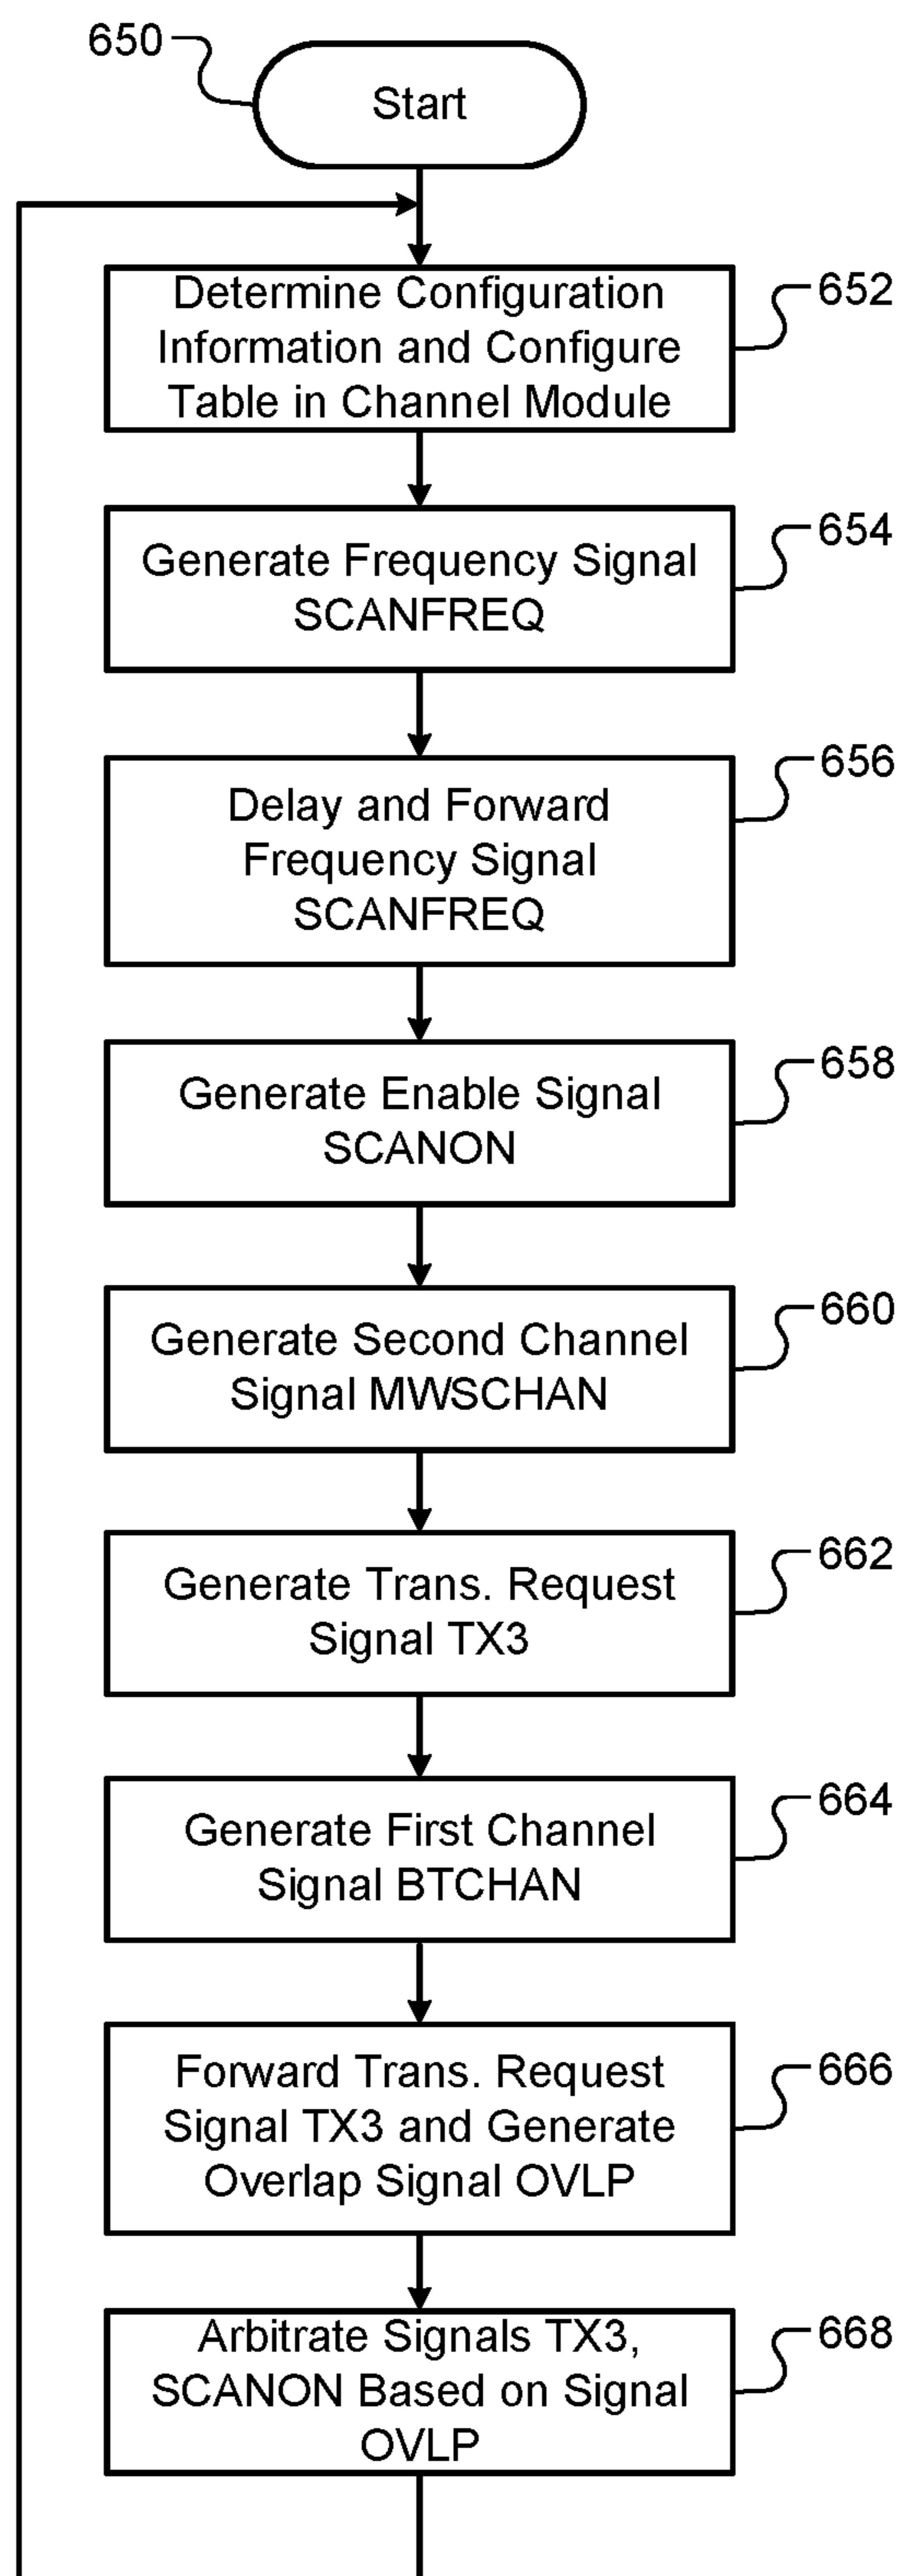 650
Start
Determine Configuration
Information and Configure
Table in Channel Module
652
Generate Frequency Signal
SCANFREQ
654
Delay and Forward
Frequency Signal
SCANFREQ
656
Generate Enable Signal
SCANON
658
Generate Second Channel
Signal MWSCHAN
660
Generate Trans. Request
Signal TX3
662
Generate First Channel
Signal BTCHAN
664
Forward Trans. Request
Signal TX3 and Generate
Overlap Signal OVLP
666
Arbitrate Signals TX3,
SCANON Based on Signal
OVLP
668